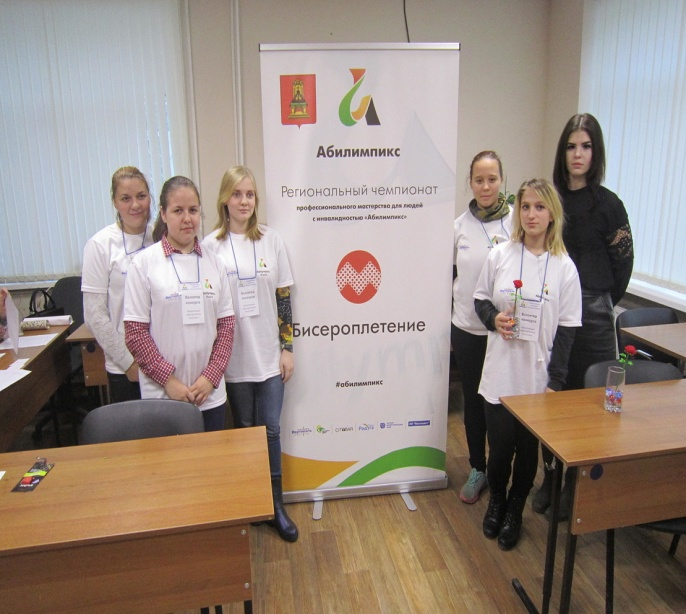 Абилимпикс
Региональный чемпионат
профессионального мастерства для людей
с инвалидностью «Абилимпикс»
Бисероплетение
#абилимпикс